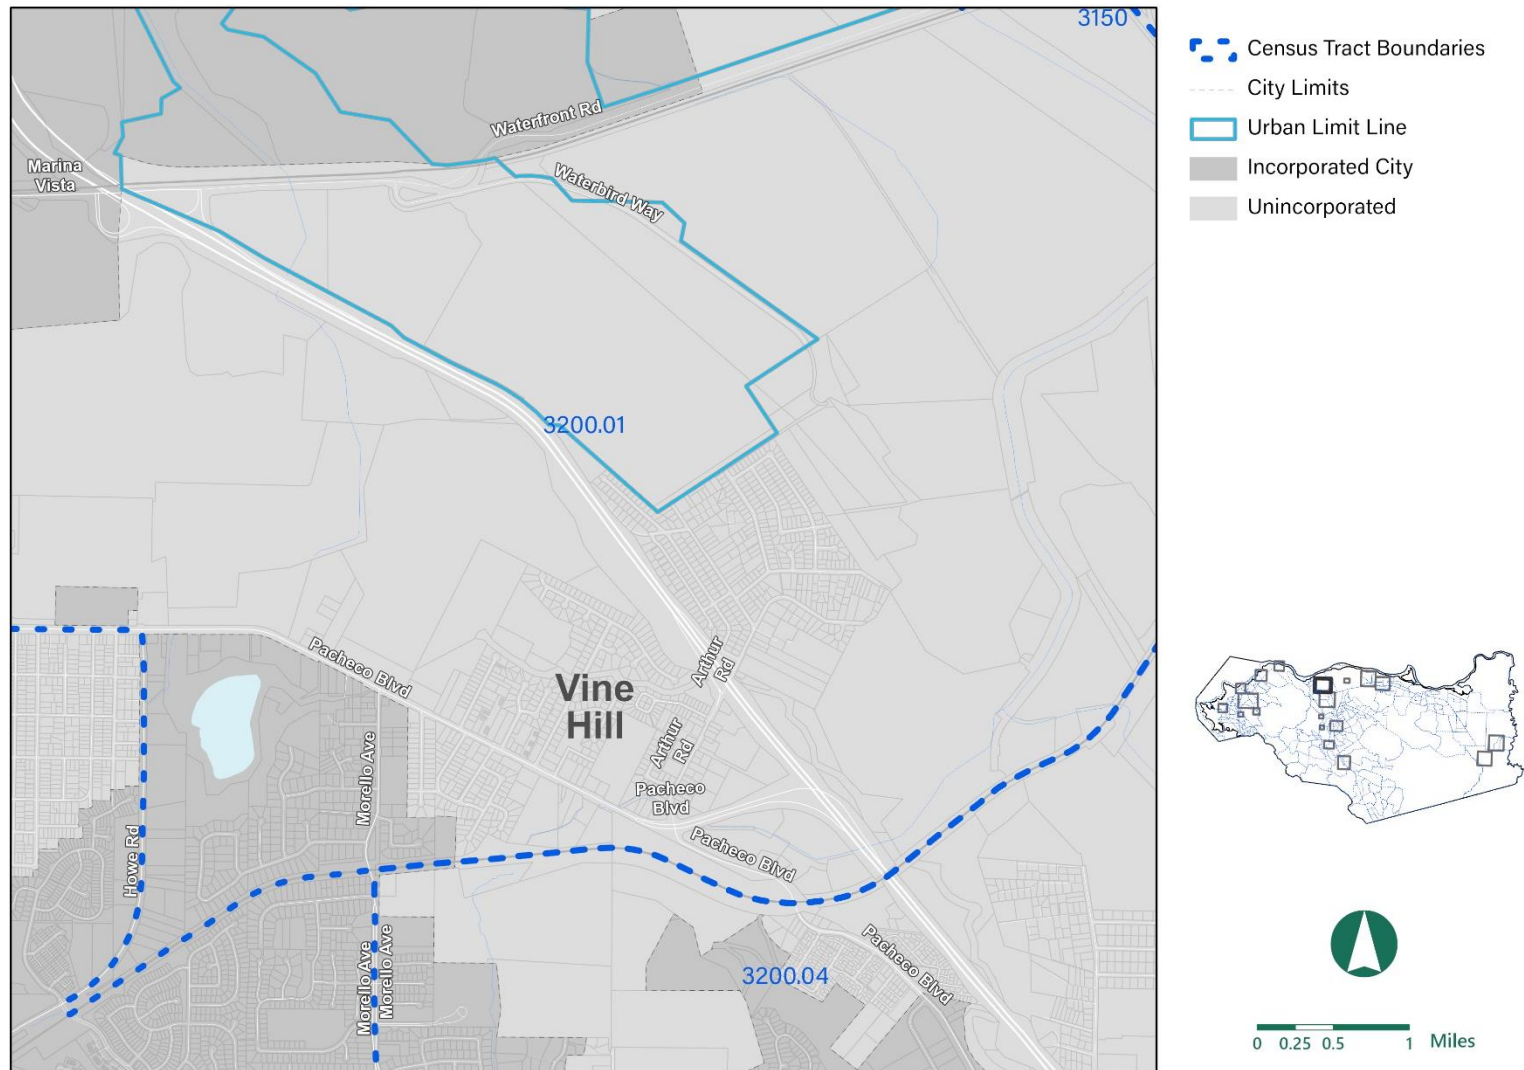 3150
Waterfront Rd
Marina
Vista
Waterbird Way
3200.01
Pacheco Blvd
Arthur
Rd
Vine
Hill
Arthur
Rd
Morello Ave
Pacheco
Blvd
Pacheco Blvd
Howe Rd
Morello Ave
Morello Ave
Pacheco Blvd
3200.04
Census Tract Boundaries
City Limits
Urban Limit Line
Incorporated City
Unincorporated
0 0.25 0.5 1 Miles